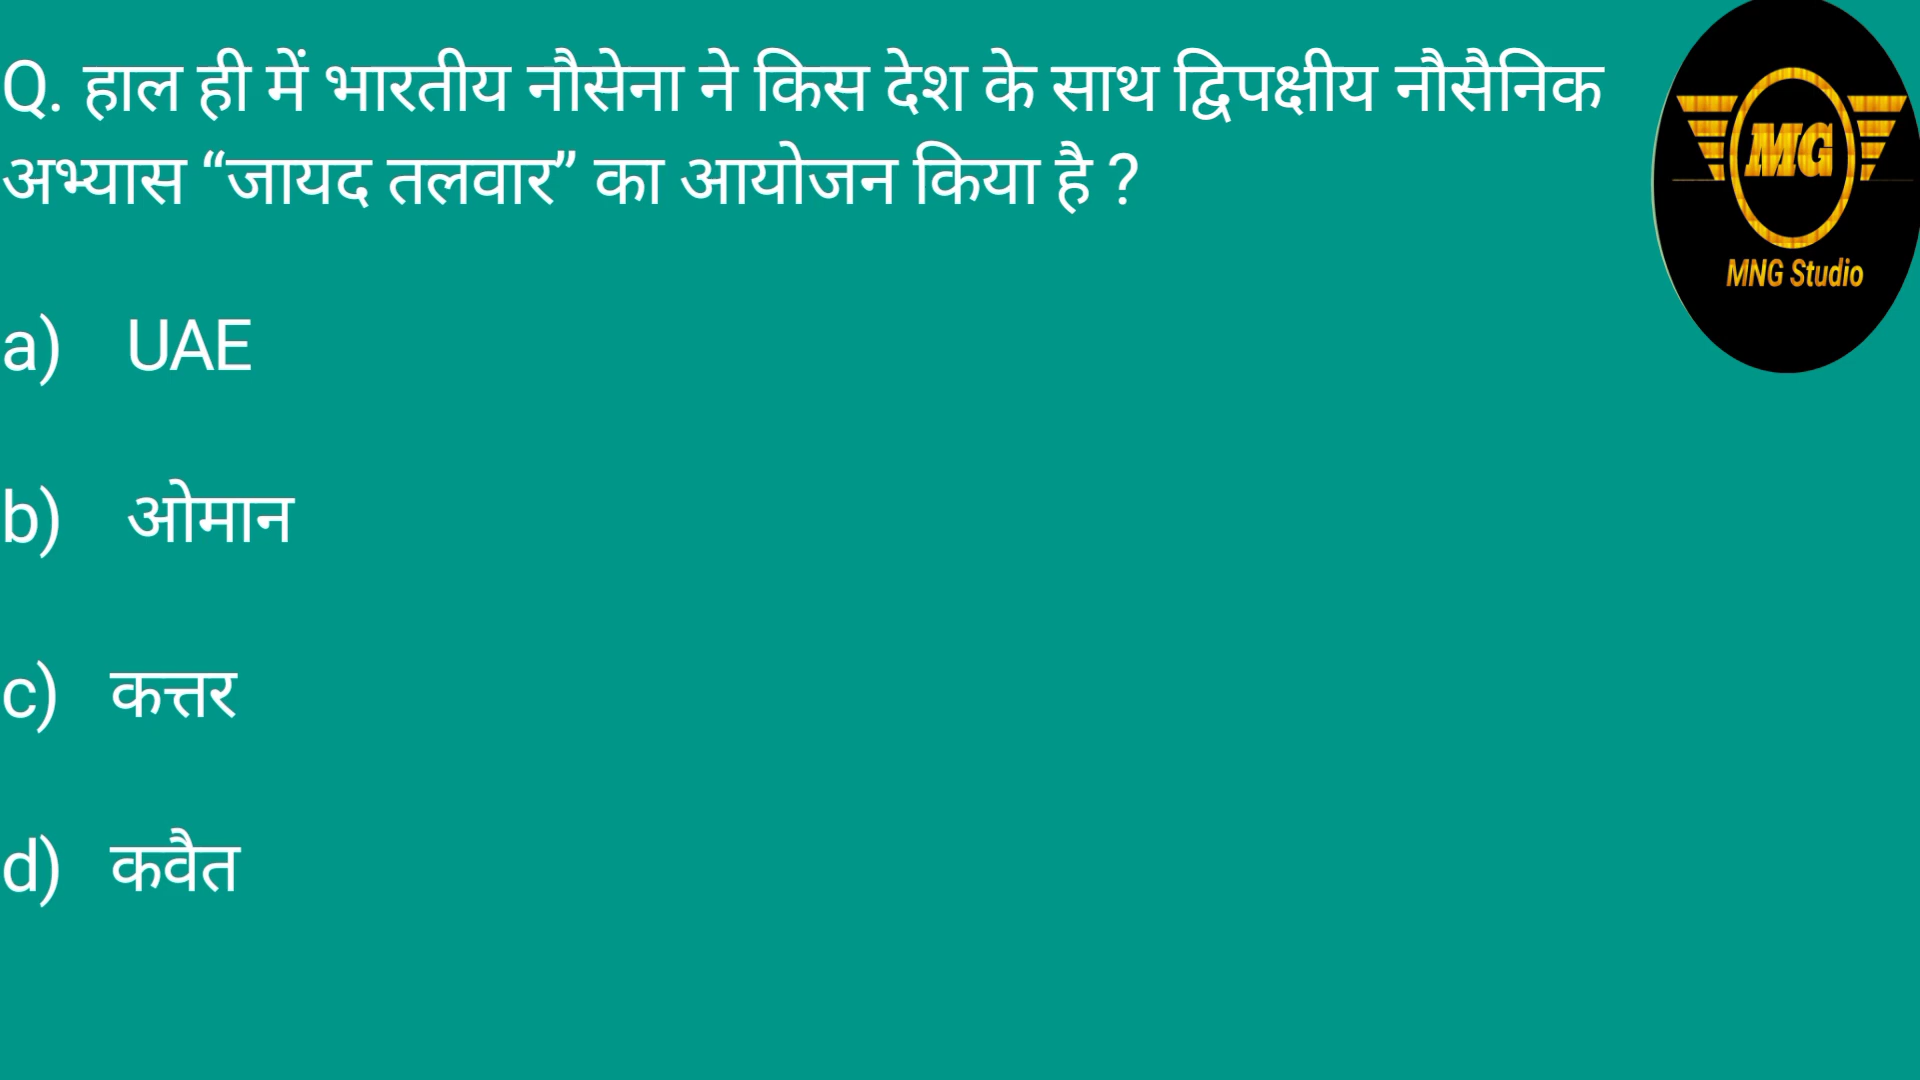 Q. हाल ही में भारतीय नौसेना ने किस देश के साथ द्विपक्षीय नौसैनिक
अभ्यास “जायद तलवार” का आयोजन किया है ?
MG
MNG Studio
a) UAE
b) ओमान
c) कत्तर
d) कवैत